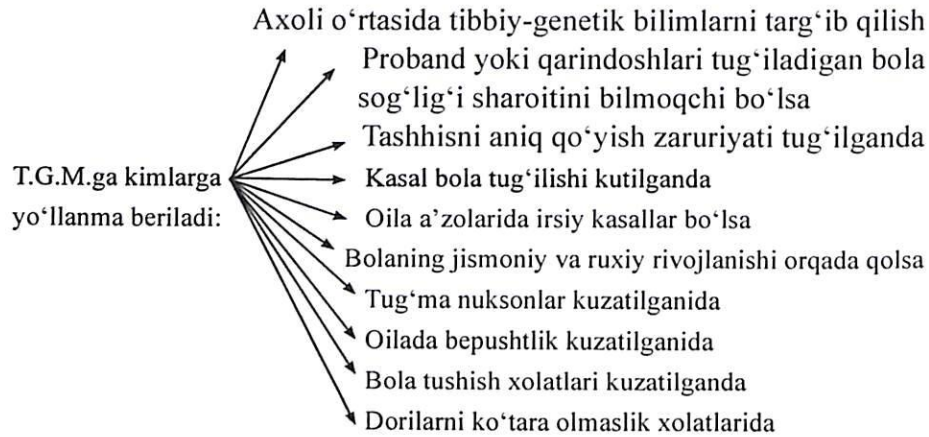 Axoli o‘rtasida tibbiy-genetik bilimlarni targ‘ib qilish
Proband yoki qarindoshlari tug‘iladigan bola
sog‘lig‘i sharoitini bilmoqchi bo‘lsa
Tashhisni aniq qo‘yish zaruriyati tug‘ilganda
T.G.M.ga kimlarga
yo‘llanma beriladi:
Kasal bola tug‘ilishi kutilganda
Oila a’zolarida irsiy kasallar bo‘lsa
Bolaning jismoniy va ruxiy rivojlanishi orqada qolsa
Tug‘ma nuksonlar kuzatilganida
Oilada bepushtlik kuzatilganida
Bola tushish xolatlari kuzatilganda
Dorilarni ko‘tara olmaslik xolatlarida